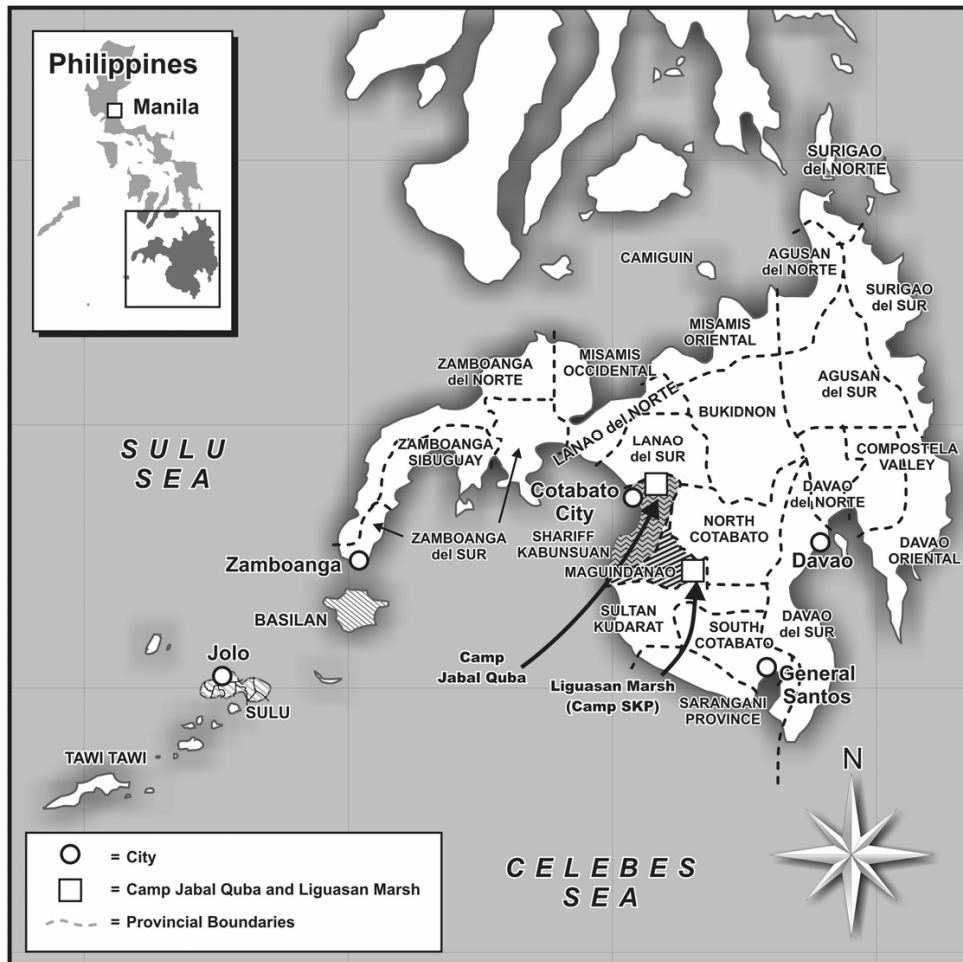 Philippines
Manila
SURIGAO
del NORTE
CAMIGUIN
AGUSAN
del NORTE
SURIGAO
del SUR
MISAMIS
ORIENTAL
ZAMBOANGA
del NORTE
MISAMIS
OCCIDENTAL
AGUSAN
del SUR
LANAO del NORTE
BUKIDNON
SULU
SEA
ZAMBOANGA
SIBUGUAY
LANAO
del SUR
COMPOSTELA
VALLEY
Cotabato
City
DAVAO
del NORTE
NORTH
COTABATO
ZAMBOANGA
del SUR
SHARIFF
KABUNSUAN
DAVAO
ORIENTAL
Zamboanga
MAGUINDANAO
Davao
BASILAN
SULTAN
KUDARAT
SOUTH
COTABATO
DAVAO
del SUR
Jolo
Camp
Jabal Quba
General
Santos
Liguasan Marsh
(Camp SKP)
SARANGANI
PROVINCE
SULU
TAWI TAWI
N
CELEBES
SEA
= City
= Camp Jabal Quba and Liguasan Marsh
= Provincial Boundaries